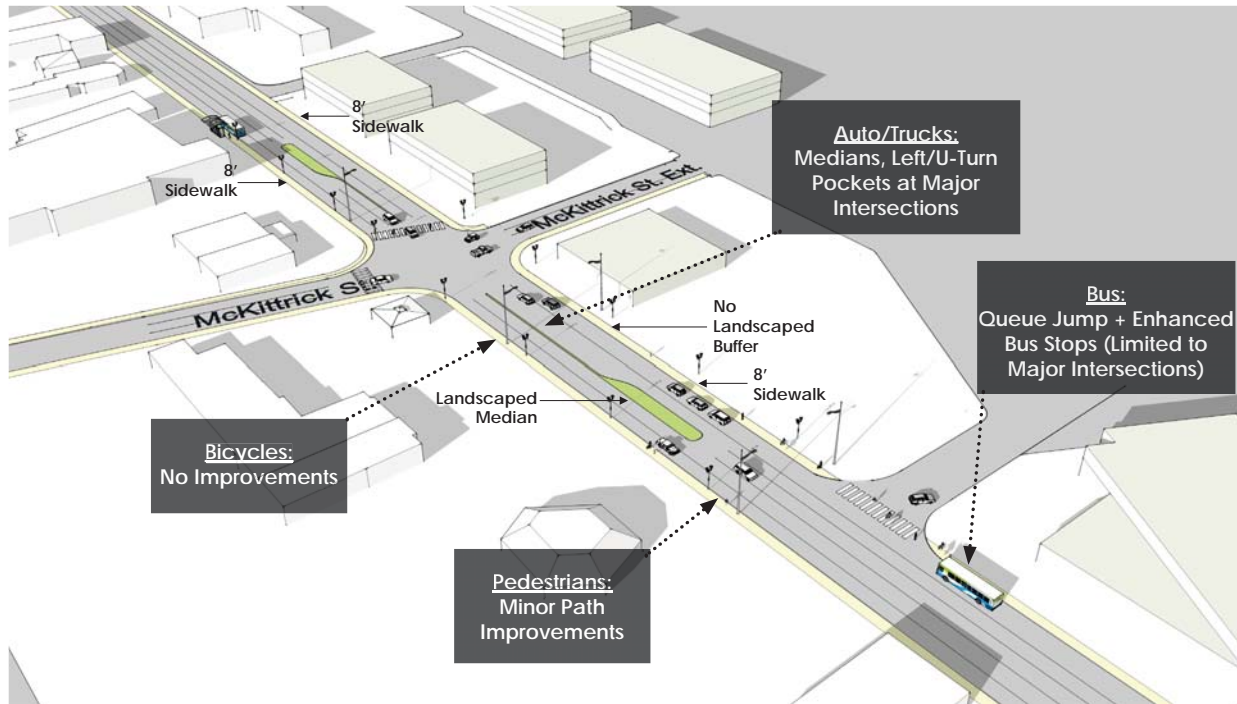 8'
Sidewalk
8'
Sidewalk
McKittrick St. Ext.
McKittrick St.
Auto/Trucks:
Medians, Left/U-Turn
Pockets at Major
Intersections
Bus:
Queue Jump + Enhanced
Bus Stops (Limited to
Major Intersections)
No
Landscaped
Buffer
8'
Sidewalk
Landscaped
Median
Bicycles:
No Improvements
Pedestrians:
Minor Path
Improvements